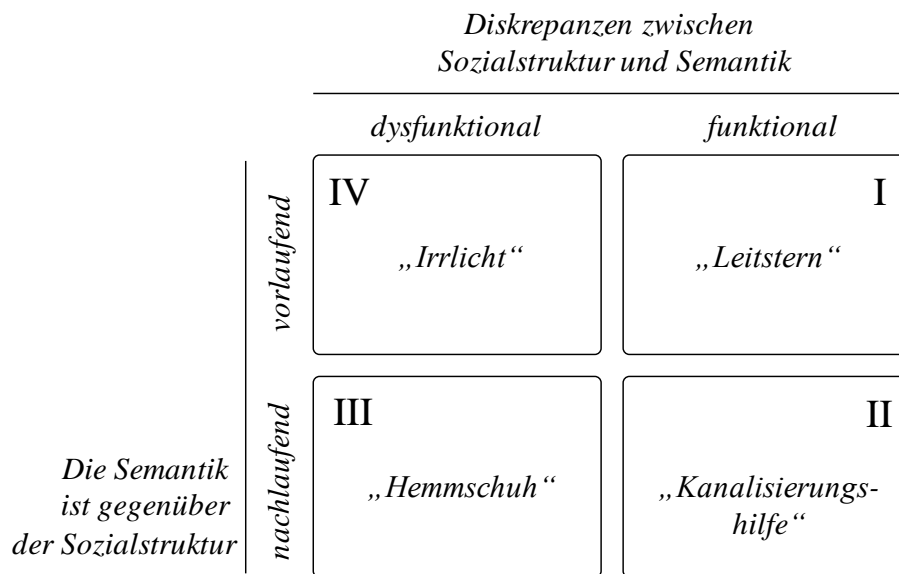 Diskrepanzen zwischen
Sozialstruktur und Semantik
dysfunktional
funktional
vorlaufend
IV
„Irrlicht“
I
„Leitstern“
Die Semantik
ist gegenüber
der Sozialstruktur
nachlaufend
III
„Hemmschuh“
II
„Kanalisierungs-
hilfe“